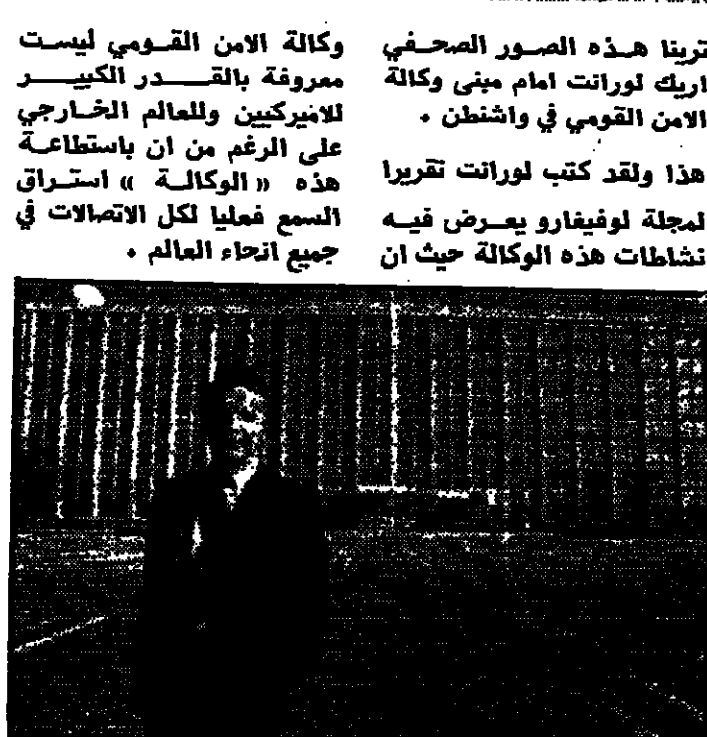 ترينا هذه الصور الصحفي
اريك لورانت امام مبنى وكالة
الامن القومي في واشنطن .
هذا ولقد كتب لورانت تقريرا
لمجلة لوفيغارو يعرض فيه
نشاطات هذه الوكالة حيث ان
وكالة الامن القومي ليست
معروفة بالقدر الكبير
للاميركيين وللعالم الخارجي
على الرغم من ان باستطاعة
هذه «الوكالة» استراق
السمع فعليا لكل الاتصالات في
جميع انحاء العالم .